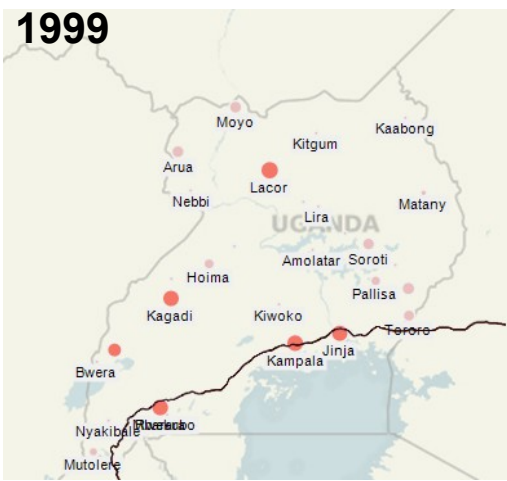 1999
Moyo
Kaabong
Kitgum
Arua
Lacor
Nebbi
Matany
Lira
UGANDA
Amolatar
Soroti
Hoima
Pallisa
Kagadi
Kiwoko
Tororo
Jinja
Kampala
Bwera
Nyakibale
Mutolere